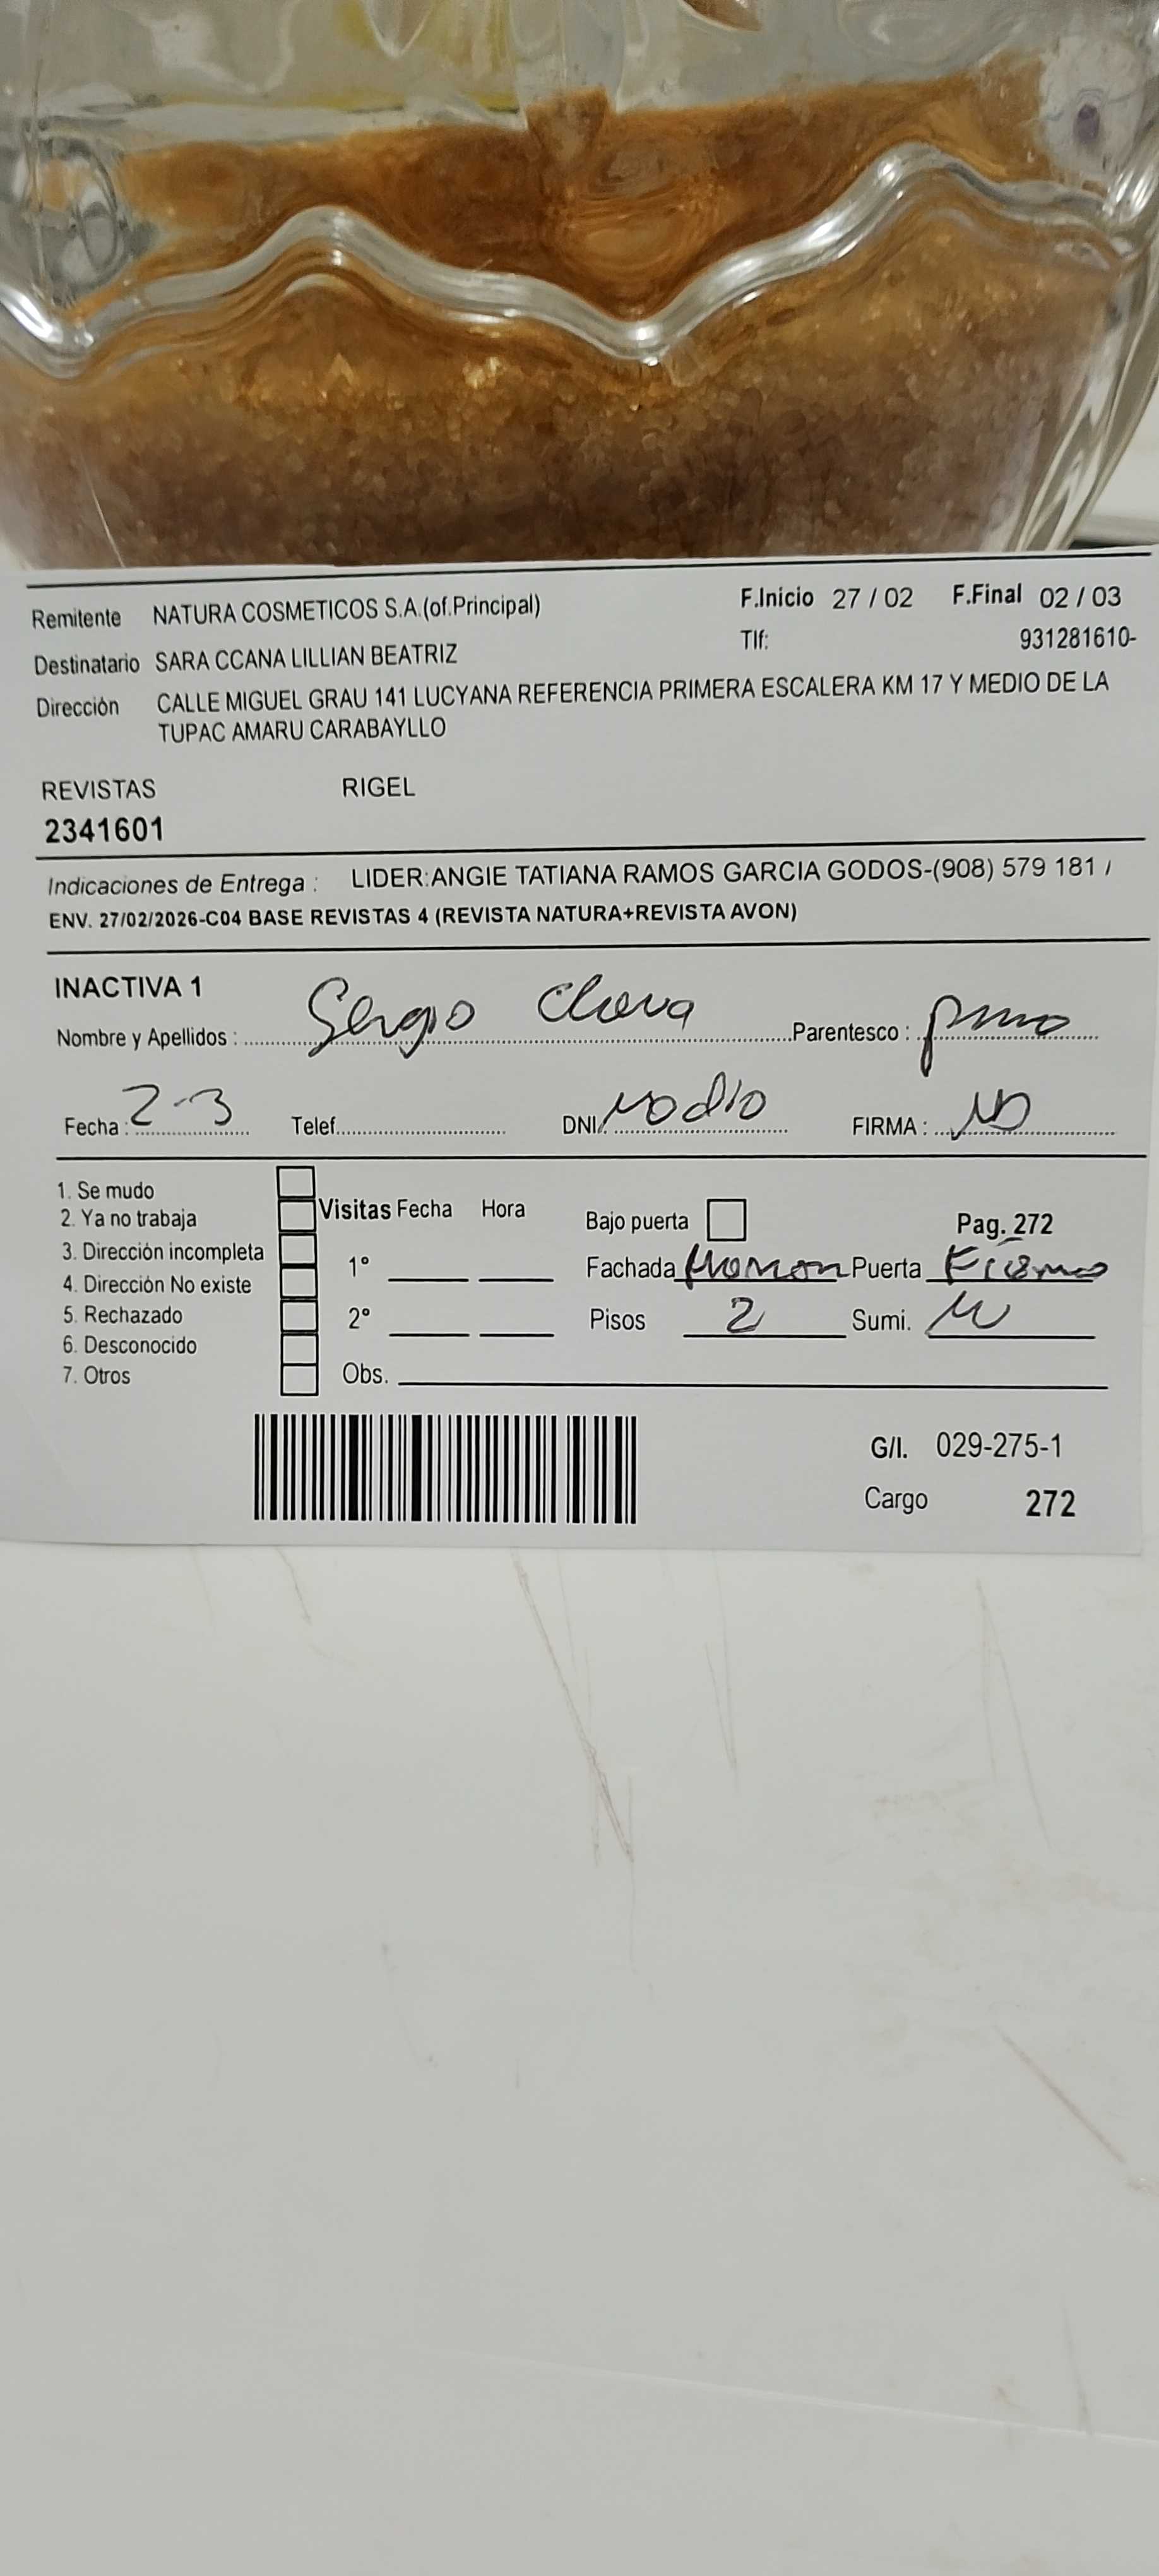 Remitente NATURA COSMETICOS S.A.(of.Principal) F.Inicio 27 / 02 F.Final 02 / 03
Tlf: 931281610-
Destinatario SARA CCANA LILLIAN BEATRIZ
Dirección CALLE MIGUEL GRAU 141 LUCYANA REFERENCIA PRIMERA ESCALERA KM 17 Y MEDIO DE LA
TUPAC AMARU CARABAYLLO
REVISTAS RIGEL
2341601
Indicaciones de Entrega : LIDER:ANGIE TATIANA RAMOS GARCIA GODOS-(908) 579 181 /
ENV. 27/02/2026-C04 BASE REVISTAS 4 (REVISTA NATURA+REVISTA AVON)
INACTIVA 1
Nombre y Apellidos : Sergio Parentesco : primo
Fecha : 2-3 Telef. DNI/ No dio FIRMA :
1. Se mudo
2. Ya no trabaja
3. Dirección incompleta
4. Dirección No existe
5. Rechazado
6. Desconocido
7. Otros
Visitas Fecha Hora
1°
2°
Obs.
Bajo puerta Pag. 272
Fachada Puerta
Pisos 2 Sumi.
G/I. 029-275-1
Cargo 272